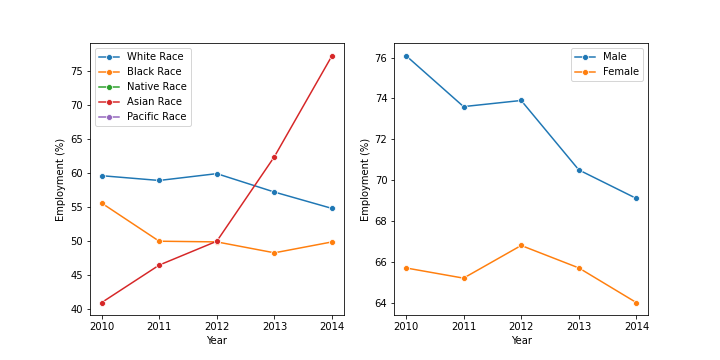 White Race
Black Race
Native Race
Asian Race
Pacific Race
75
70
65
60
55
50
45
40
Employment (%)
2010 2011 2012 2013 2014
Year
Male
Female
76
74
72
70
68
66
64
Employment (%)
2010 2011 2012 2013 2014
Year